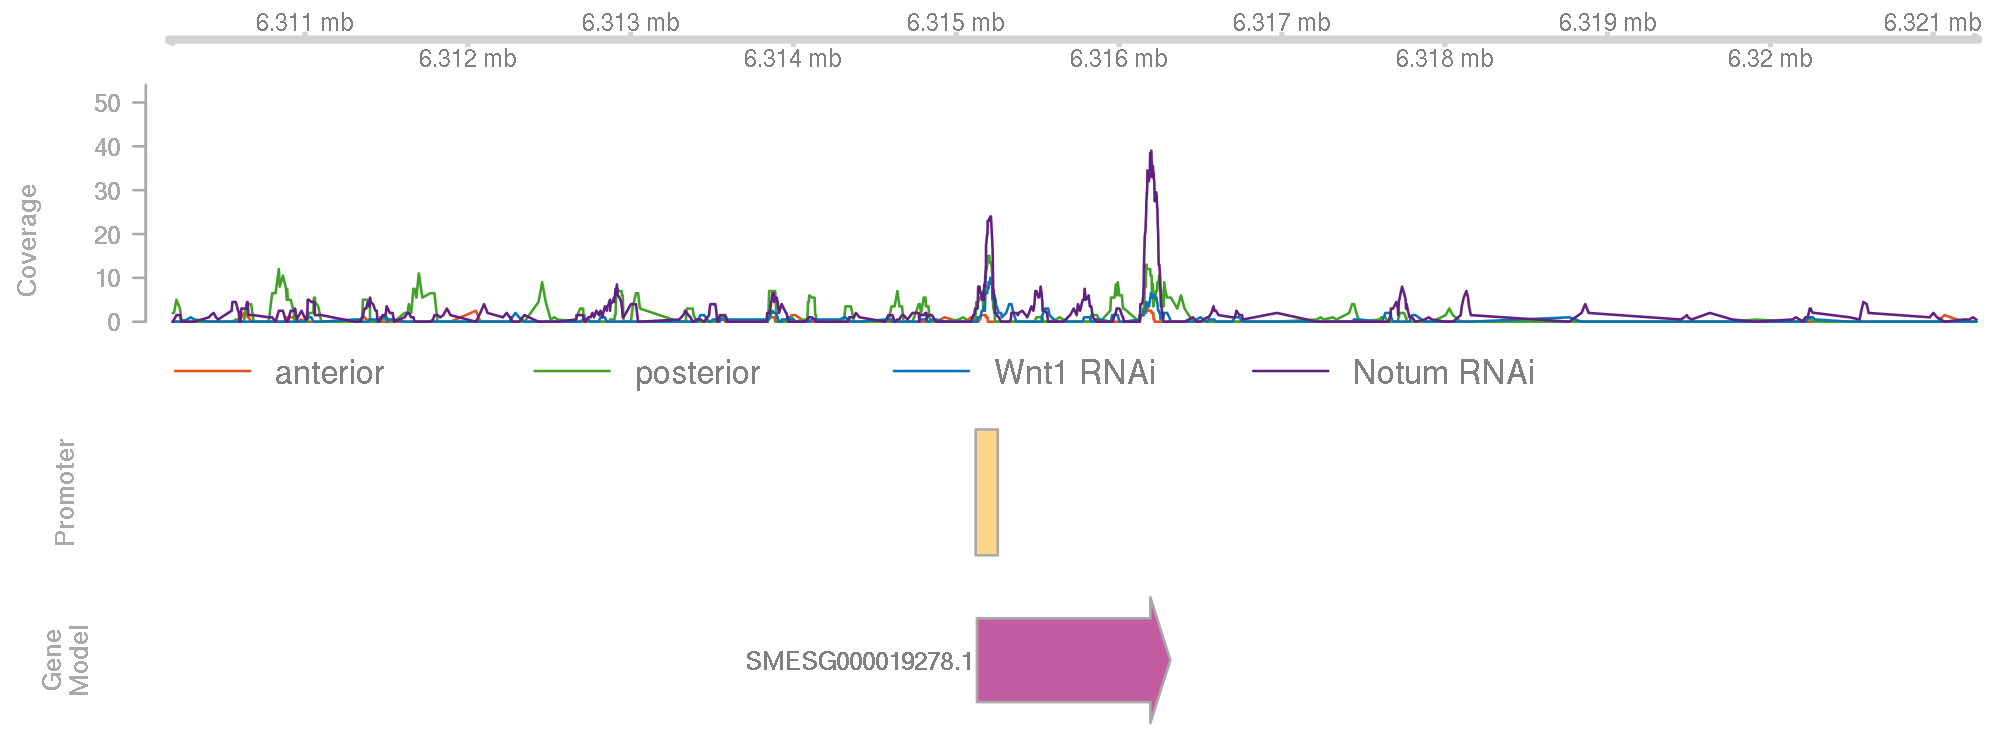 6.311 mb 6.313 mb 6.315 mb 6.317 mb 6.319 mb 6.321 mb
6.312 mb 6.314 mb 6.316 mb 6.318 mb 6.32 mb
50
40
30
20
10
0
Coverage
anterior posterior Wnt1 RNAi Notum RNAi
Promoter
Gene
Model
SMESG000019278.1